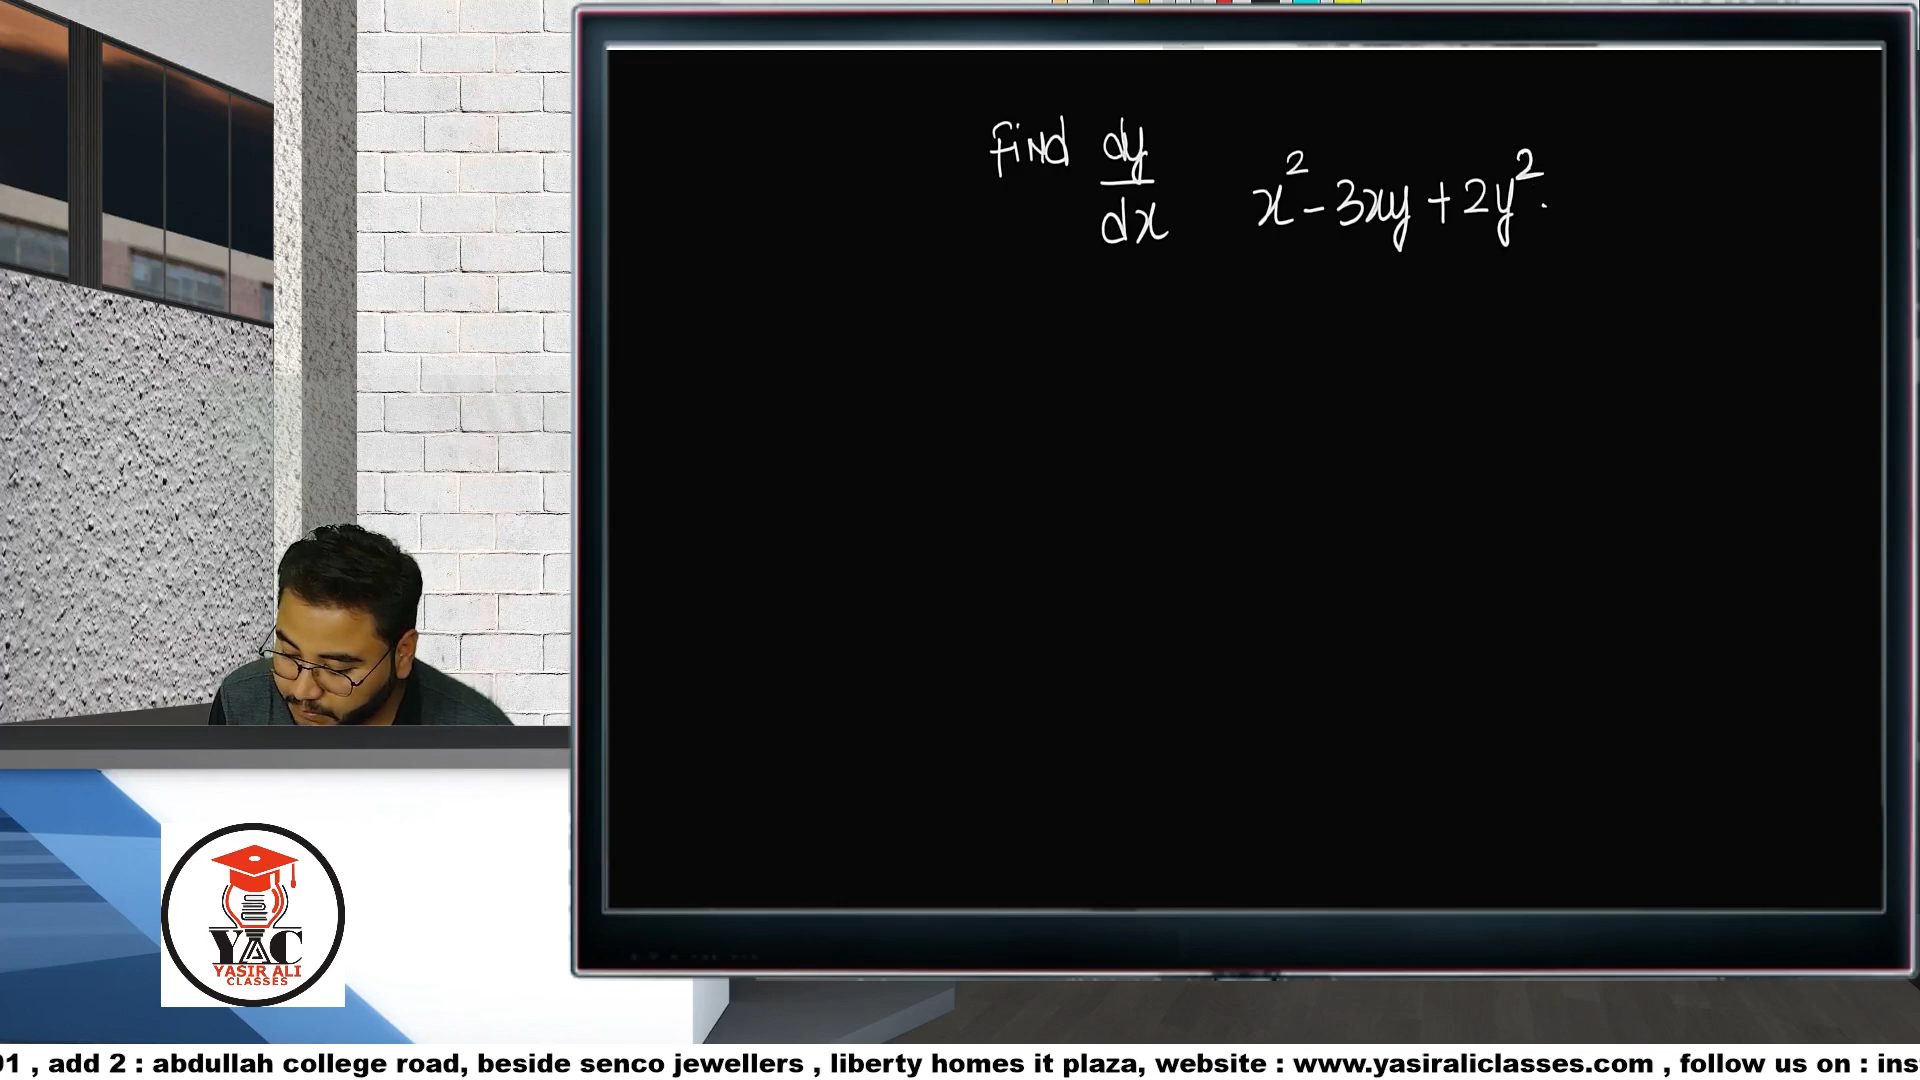 Find dy/dx x² - 3xy + 2y².
YAC
YASIR ALI
CLASSES
01 , add 2 : abdullah college road, beside senco jewellers , liberty homes it plaza, website : www.yasiraliclasses.com , follow us on : ins